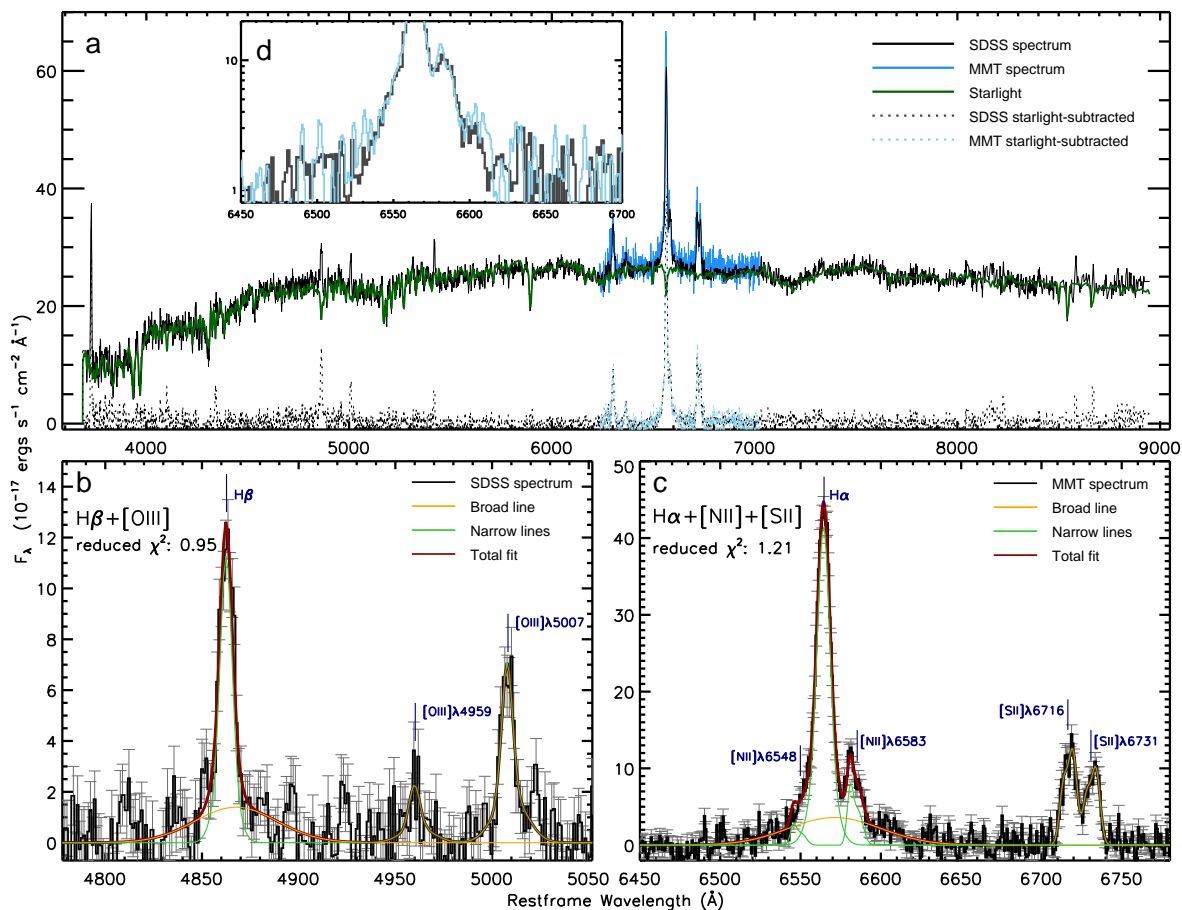 a
d
10
1
6450 6500 6550 6600 6650 6700
SDSS spectrum
MMT spectrum
Starlight
SDSS starlight-subtracted
MMT starlight-subtracted
60
40
20
0
4000 5000 6000 7000 8000 9000
F_λ (10⁻¹⁷ ergs s⁻¹ cm⁻² Å⁻¹)
b
Hβ+[OIII]
reduced χ²: 0.95
Hβ
SDSS spectrum
Broad line
Narrow lines
Total fit
[OIII]λ5007
[OIII]λ4959
14
12
10
8
6
4
2
0
4800 4850 4900 4950 5000 5050
c
Hα+[NII]+[SII]
reduced χ²: 1.21
Hα
MMT spectrum
Broad line
Narrow lines
Total fit
[SII]λ6716
[NII]λ6548
[NII]λ6583
[SII]λ6731
50
40
30
20
10
0
6450 6500 6550 6600 6650 6700 6750
Restframe Wavelength (Å)